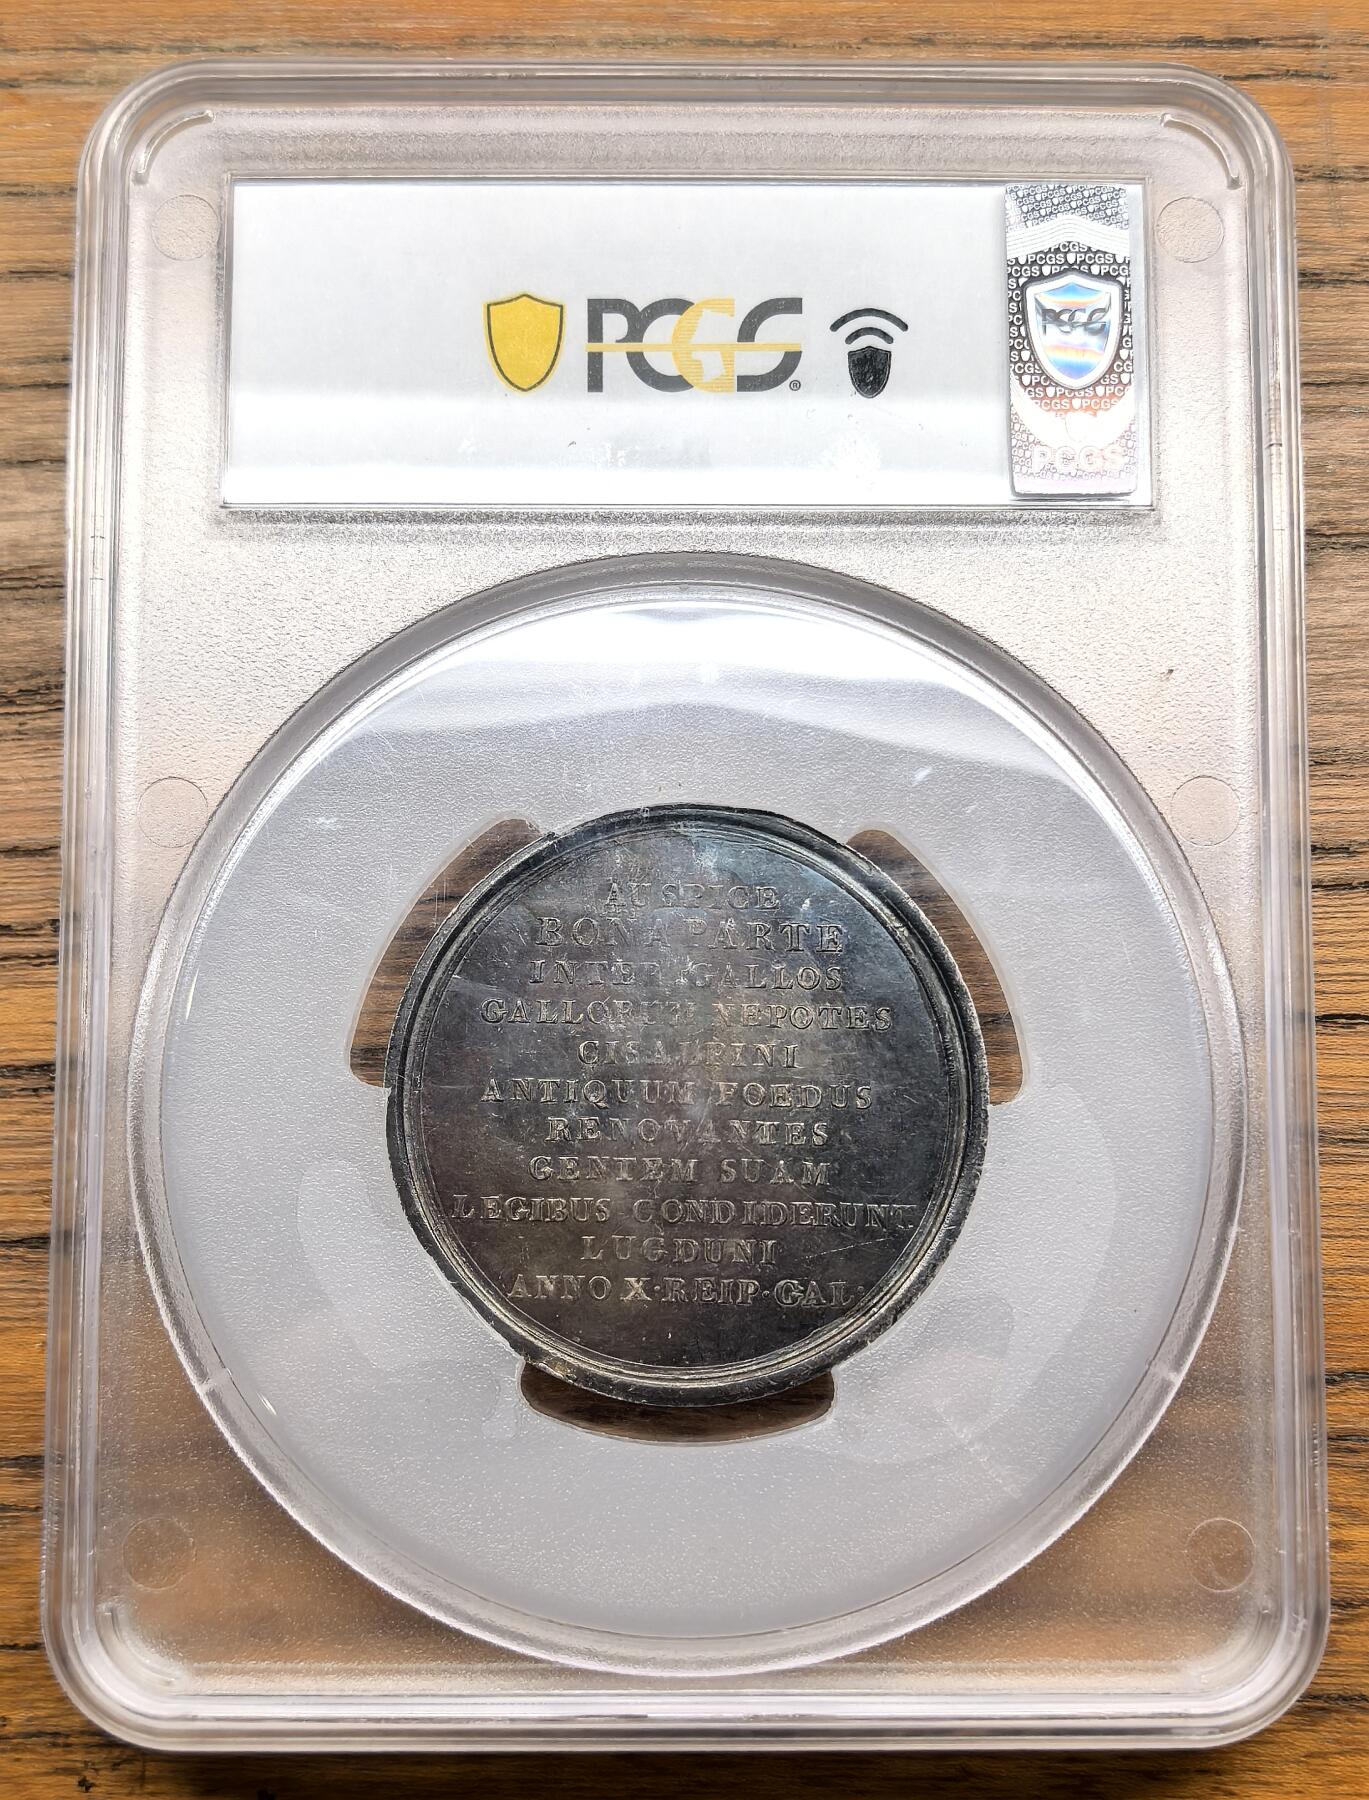 PCGS®
PCGS
AUSPICE
BONAPARTE
INTER GALLOS
GALLORUM NEPOTES
CISALPINI
ANTIQUUM FOEDUS
RENOVANTES
GENTEM SUAM
LEGIBUS CONDIDERUNT
LUGDUNI
ANNO X·REIP·GAL·